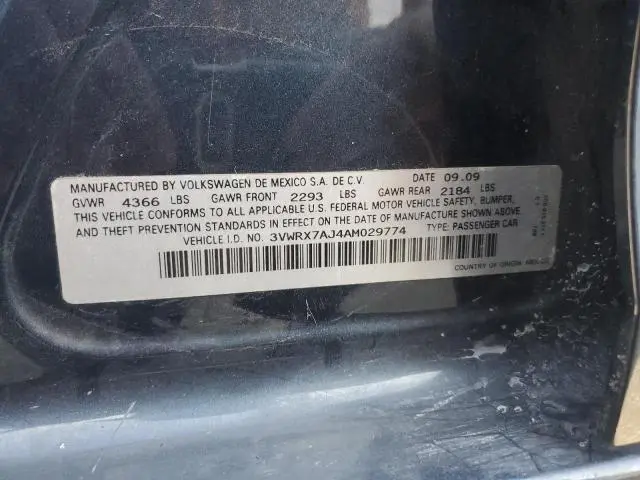 MANUFACTURED BY VOLKSWAGEN DE MEXICO S.A. DE C.V. DATE 09.09
GVWR 4366 LBS GAWR FRONT 2293 LBS GAWR REAR 2184 LBS
THIS VEHICLE CONFORMS TO ALL APPLICABLE U.S. FEDERAL MOTOR VEHICLE SAFETY, BUMPER,
AND THEFT PREVENTION STANDARDS IN EFFECT ON THE DATE OF MANUFACTURE SHOWN ABOVE.
VEHICLE I.D. NO. 3VWRX7AJ4AM029774 TYPE: PASSENGER CAR
COUNTRY OF ORIGIN: MEXICO